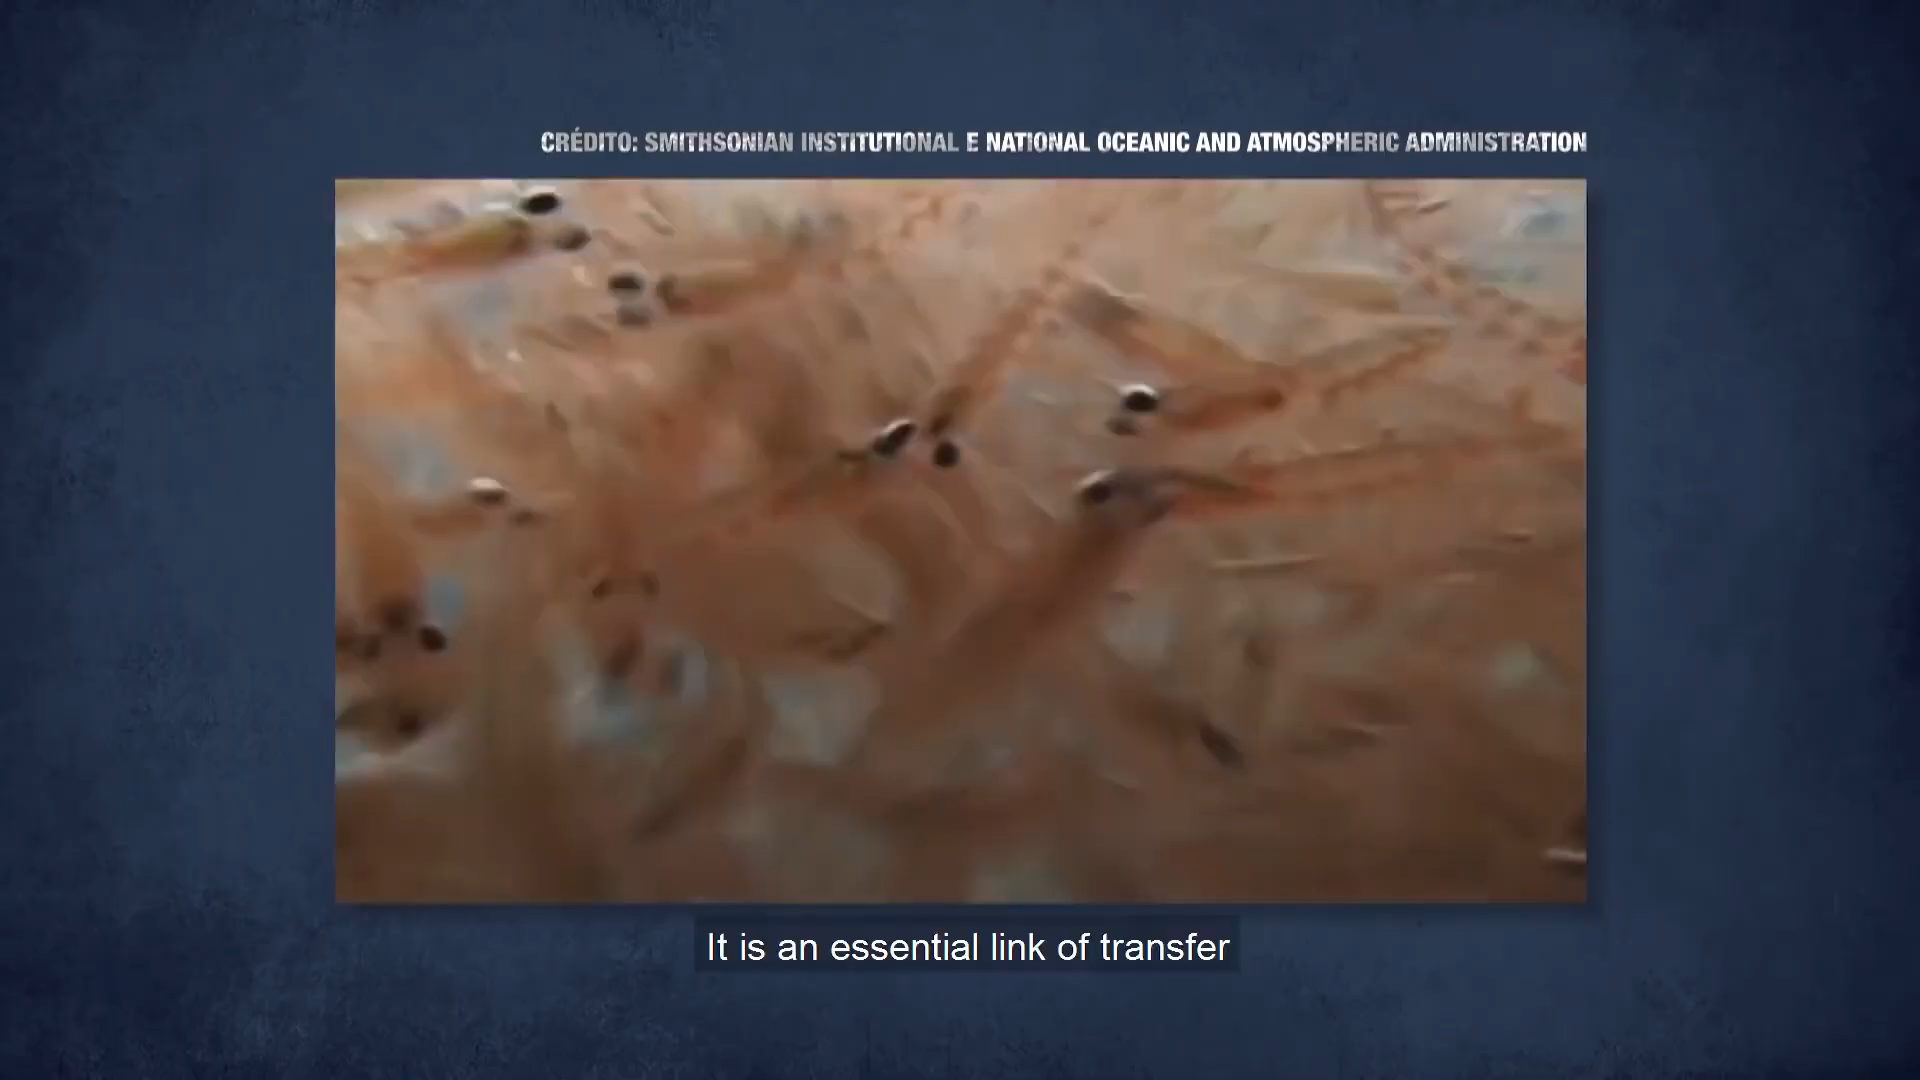 CRÉDITO: SMITHSONIAN INSTITUTIONAL E NATIONAL OCEANIC AND ATMOSPHERIC ADMINISTRATION
It is an essential link of transfer